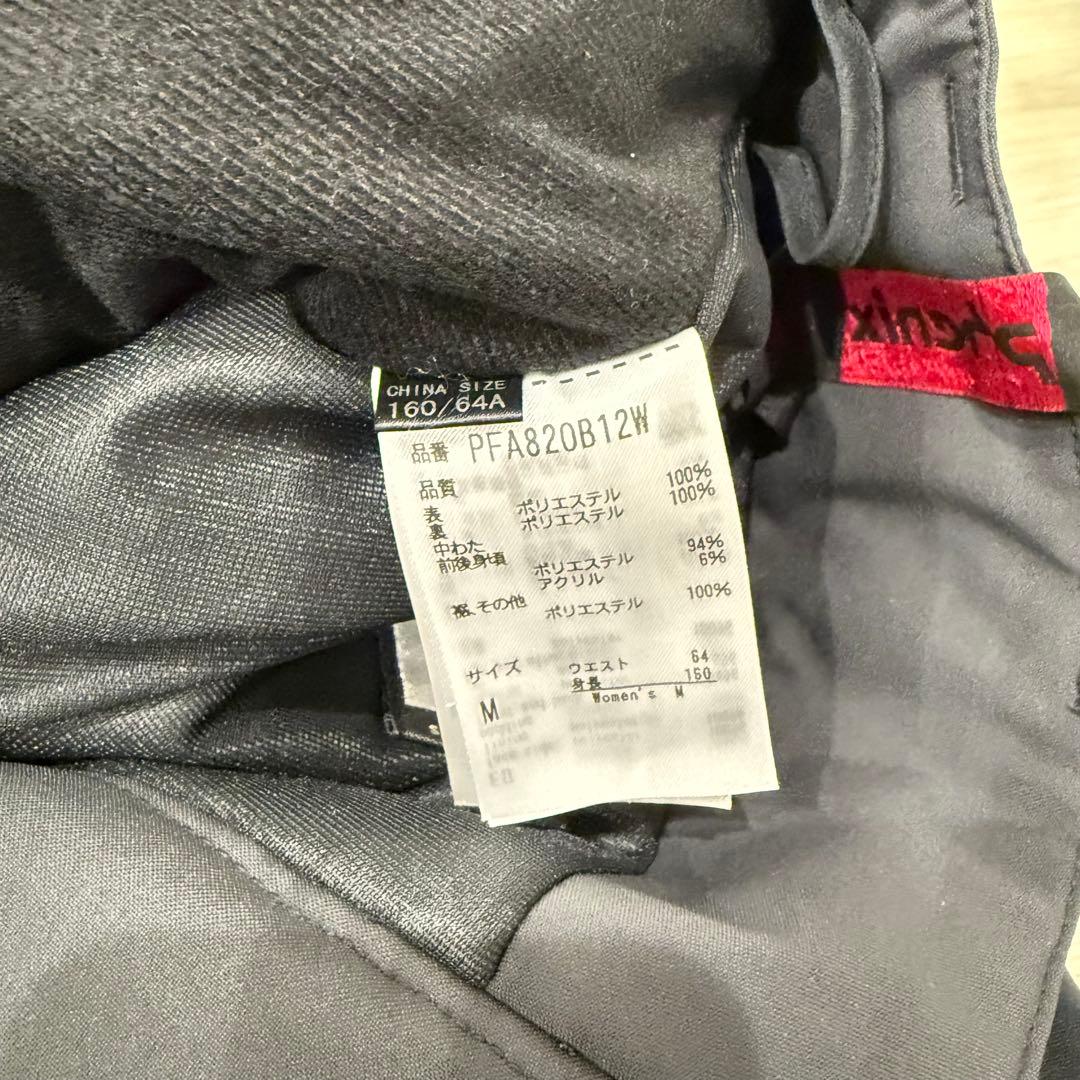 CHINA SIZE
160/64A
品番 PFA820B12W
品質
表 ポリエステル 100%
裏 ポリエステル 100%
中わた
前後身頃 ポリエステル 94%
アクリル 6%
裾、その他 ポリエステル 100%
サイズ ウエスト 64
身長 160
M Women's M
phenix